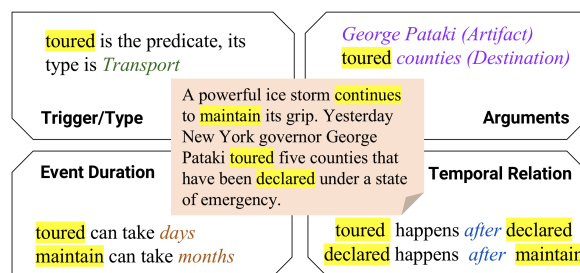 toured is the predicate, its
type is Transport
Trigger/Type
George Pataki (Artifact)
toured counties (Destination)
Arguments
A powerful ice storm continues
to maintain its grip. Yesterday
New York governor George
Pataki toured five counties that
have been declared under a state
of emergency.
Event Duration
toured can take days
maintain can take months
Temporal Relation
toured happens after declared
declared happens after maintain